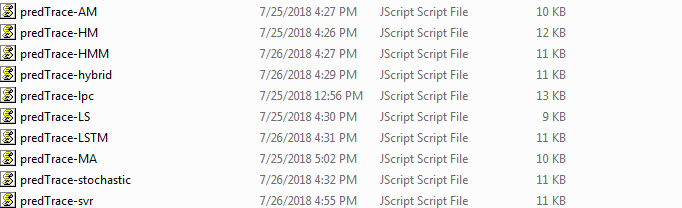 predTrace-AM 7/25/2018 4:27 PM JScript Script File 10 KB
predTrace-HM 7/25/2018 4:26 PM JScript Script File 12 KB
predTrace-HMM 7/26/2018 4:27 PM JScript Script File 11 KB
predTrace-hybrid 7/26/2018 4:29 PM JScript Script File 11 KB
predTrace-lpc 7/25/2018 12:56 PM JScript Script File 13 KB
predTrace-LS 7/25/2018 4:30 PM JScript Script File 9 KB
predTrace-LSTM 7/26/2018 4:31 PM JScript Script File 11 KB
predTrace-MA 7/25/2018 5:02 PM JScript Script File 10 KB
predTrace-stochastic 7/26/2018 4:32 PM JScript Script File 11 KB
predTrace-svr 7/26/2018 4:55 PM JScript Script File 11 KB